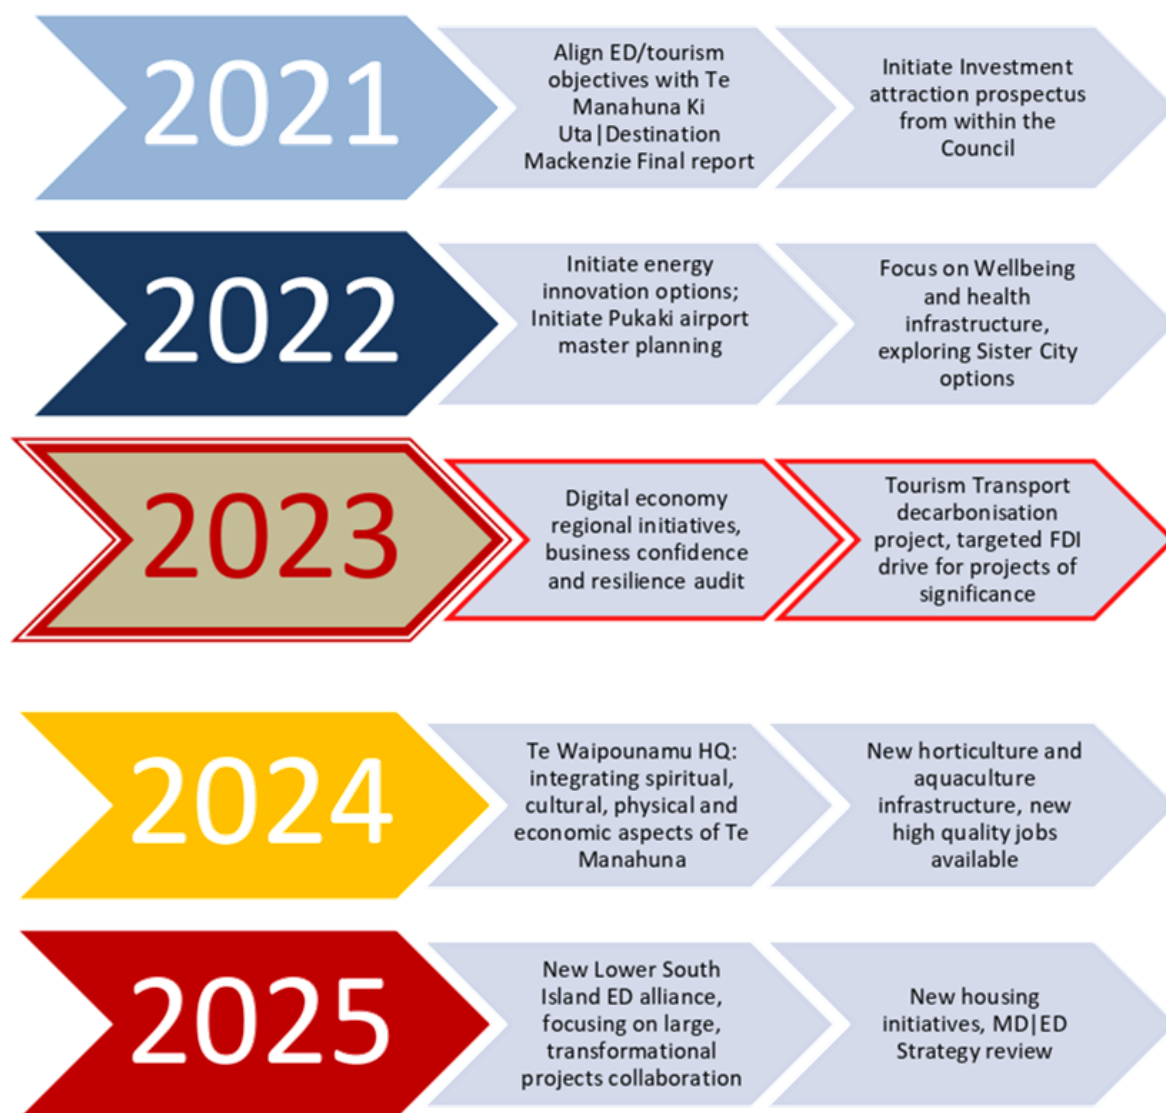 2021
Align ED/tourism
objectives with Te
Manahuna Ki
Uta|Destination
Mackenzie Final report
Initiate Investment
attraction prospectus
from within the
Council
2022
Initiate energy
innovation options;
Initiate Pukaki airport
master planning
Focus on Wellbeing
and health
infrastructure,
exploring Sister City
options
2023
Digital economy
regional initiatives,
business confidence
and resilience audit
Tourism Transport
decarbonisation
project, targeted FDI
drive for projects of
significance
2024
Te Waipounamu HQ:
integrating spiritual,
cultural, physical and
economic aspects of Te
Manahuna
New horticulture and
aquaculture
infrastructure, new
high quality jobs
available
2025
New Lower South
Island ED alliance,
focusing on large,
transformational
projects collaboration
New housing
initiatives, MD|ED
Strategy review